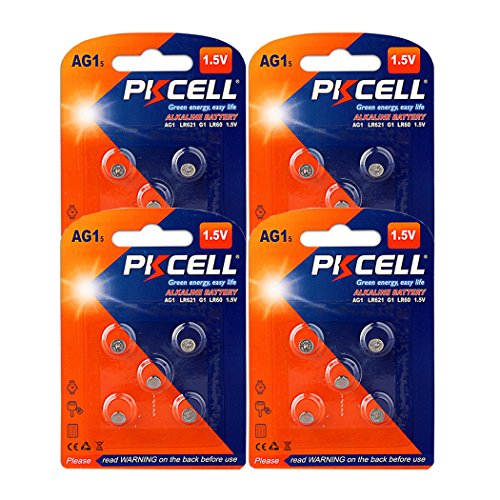 AG1s 1.5V
PKCELL
Green energy, easy life
ALKALINE BATTERY
AG1 LR621 G1 LR60 1.5V
AG1s 1.5V
PKCELL
Green energy, easy life
ALKALINE BATTERY
AG1 LR621 G1 LR60 1.5V
AG1s 1.5V
PKCELL
Green energy, easy life
ALKALINE BATTERY
AG1 LR621 G1 LR60 1.5V
CE
Please read WARNING on the back before use
AG1s 1.5V
PKCELL
Green energy, easy life
ALKALINE BATTERY
AG1 LR621 G1 LR60 1.5V
CE
Please read WARNING on the back before use